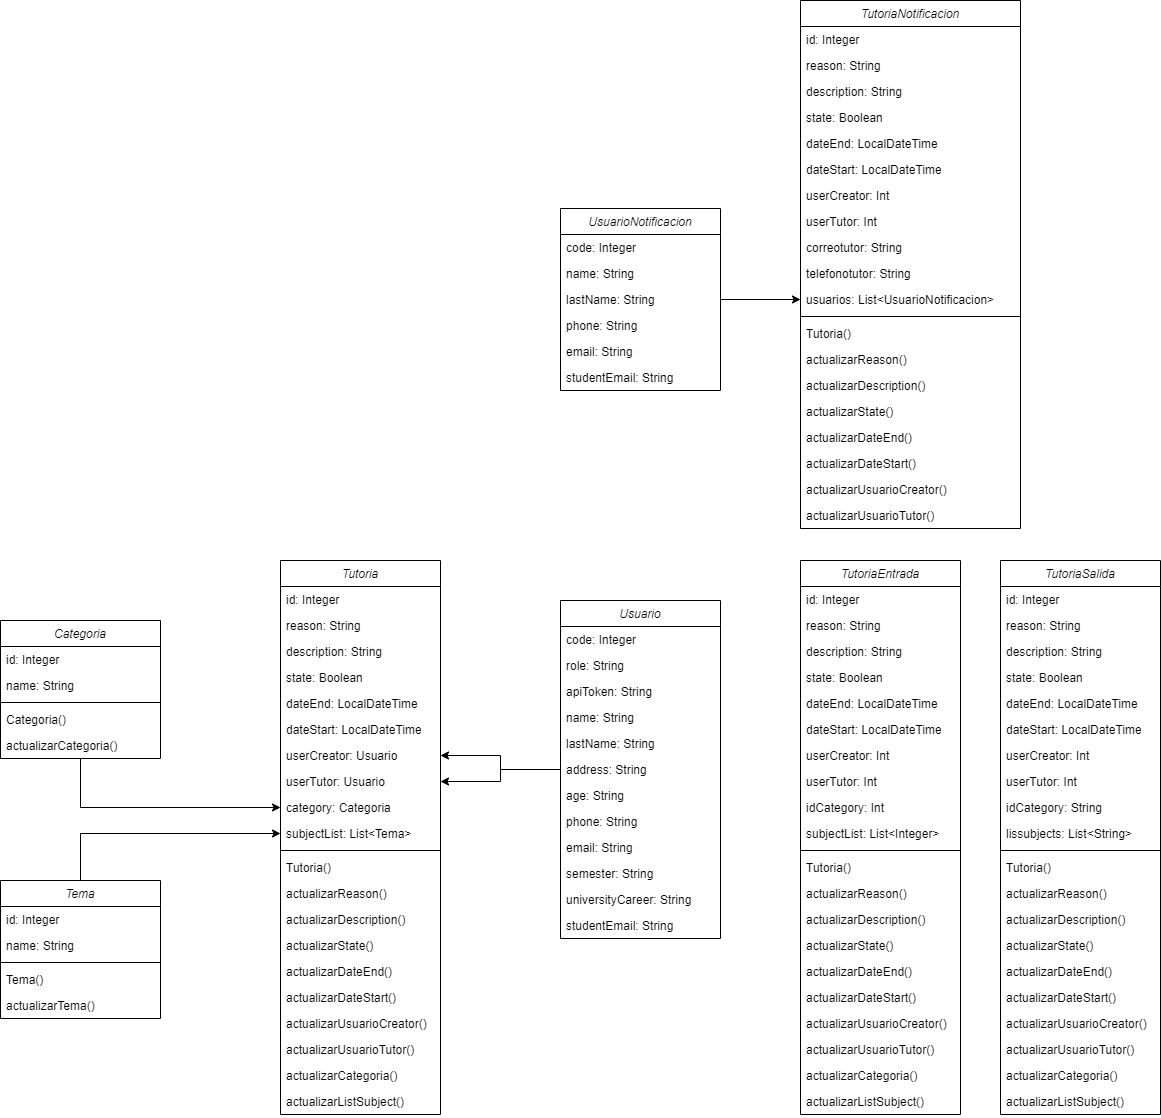 TutoriaNotificacion
id: Integer
reason: String
description: String
state: Boolean
dateEnd: LocalDateTime
dateStart: LocalDateTime
userCreator: Int
userTutor: Int
correotutor: String
telefonotutor: String
usuarios: List<UsuarioNotificacion>
Tutoria()
actualizarReason()
actualizarDescription()
actualizarState()
actualizarDateEnd()
actualizarDateStart()
actualizarUsuarioCreator()
actualizarUsuarioTutor()
UsuarioNotificacion
code: Integer
name: String
lastName: String
phone: String
email: String
studentEmail: String
Categoria
id: Integer
name: String
Categoria()
actualizarCategoria()
Tema
id: Integer
name: String
Tema()
actualizarTema()
Tutoria
id: Integer
reason: String
description: String
state: Boolean
dateEnd: LocalDateTime
dateStart: LocalDateTime
userCreator: Usuario
userTutor: Usuario
category: Categoria
subjectList: List<Tema>
Tutoria()
actualizarReason()
actualizarDescription()
actualizarState()
actualizarDateEnd()
actualizarDateStart()
actualizarUsuarioCreator()
actualizarUsuarioTutor()
actualizarCategoria()
actualizarListSubject()
Usuario
code: Integer
role: String
apiToken: String
name: String
lastName: String
address: String
age: String
phone: String
email: String
semester: String
universityCareer: String
studentEmail: String
TutoriaEntrada
id: Integer
reason: String
description: String
state: Boolean
dateEnd: LocalDateTime
dateStart: LocalDateTime
userCreator: Int
userTutor: Int
idCategory: Int
subjectList: List<Integer>
Tutoria()
actualizarReason()
actualizarDescription()
actualizarState()
actualizarDateEnd()
actualizarDateStart()
actualizarUsuarioCreator()
actualizarUsuarioTutor()
actualizarCategoria()
actualizarListSubject()
TutoriaSalida
id: Integer
reason: String
description: String
state: Boolean
dateEnd: LocalDateTime
dateStart: LocalDateTime
userCreator: Int
userTutor: Int
idCategory: String
lissubjects: List<String>
Tutoria()
actualizarReason()
actualizarDescription()
actualizarState()
actualizarDateEnd()
actualizarDateStart()
actualizarUsuarioCreator()
actualizarUsuarioTutor()
actualizarCategoria()
actualizarListSubject()